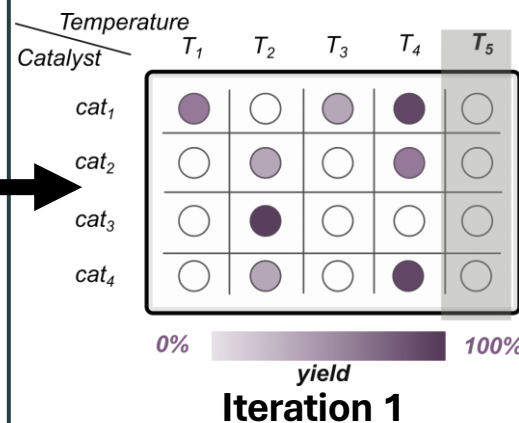 Temperature
Catalyst
T1 T2 T3 T4 T5
cat1
cat2
cat3
cat4
0% 100%
yield
Iteration 1